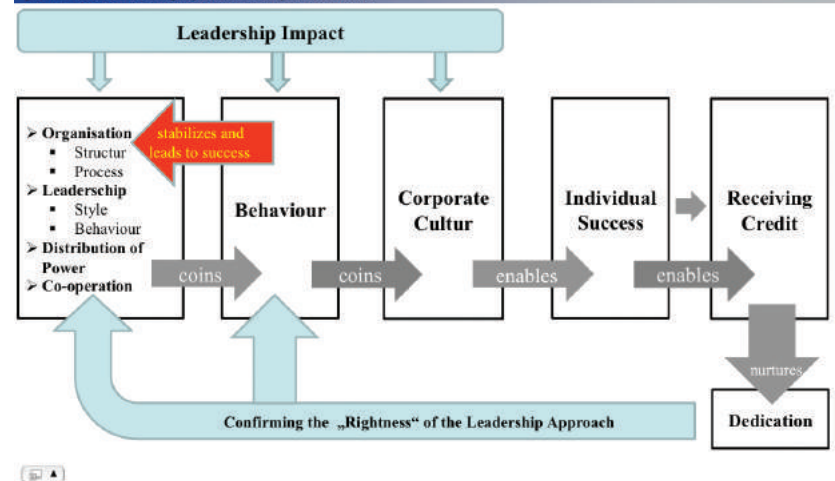 Leadership Impact
➢ Organisation
▪ Structur
▪ Process
➢ Leaderschip
▪ Style
▪ Behaviour
➢ Distribution of
Power
➢ Co-operation
stabilizes and
leads to success
coins
Behaviour
coins
Corporate
Cultur
enables
Individual
Success
enables
Receiving
Credit
nurtures
Dedication
Confirming the „Rightness“ of the Leadership Approach